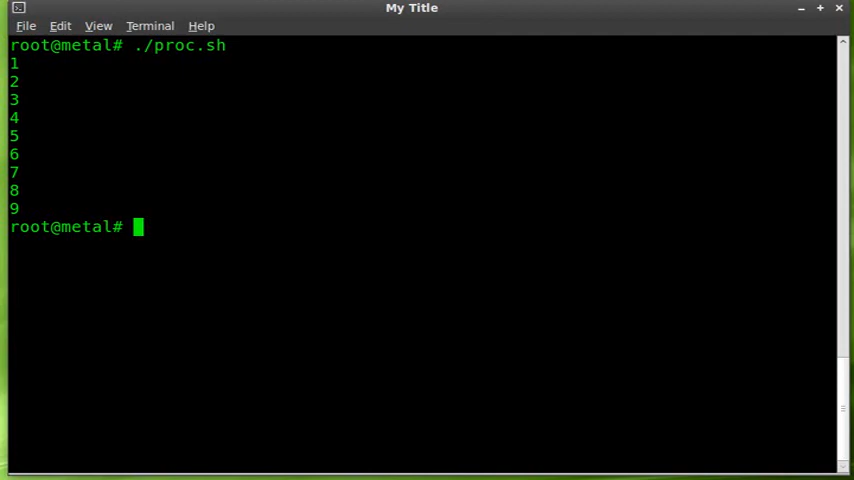 My Title
File Edit View Terminal Help
root@metal# ./proc.sh
1
2
3
4
5
6
7
8
9
root@metal#